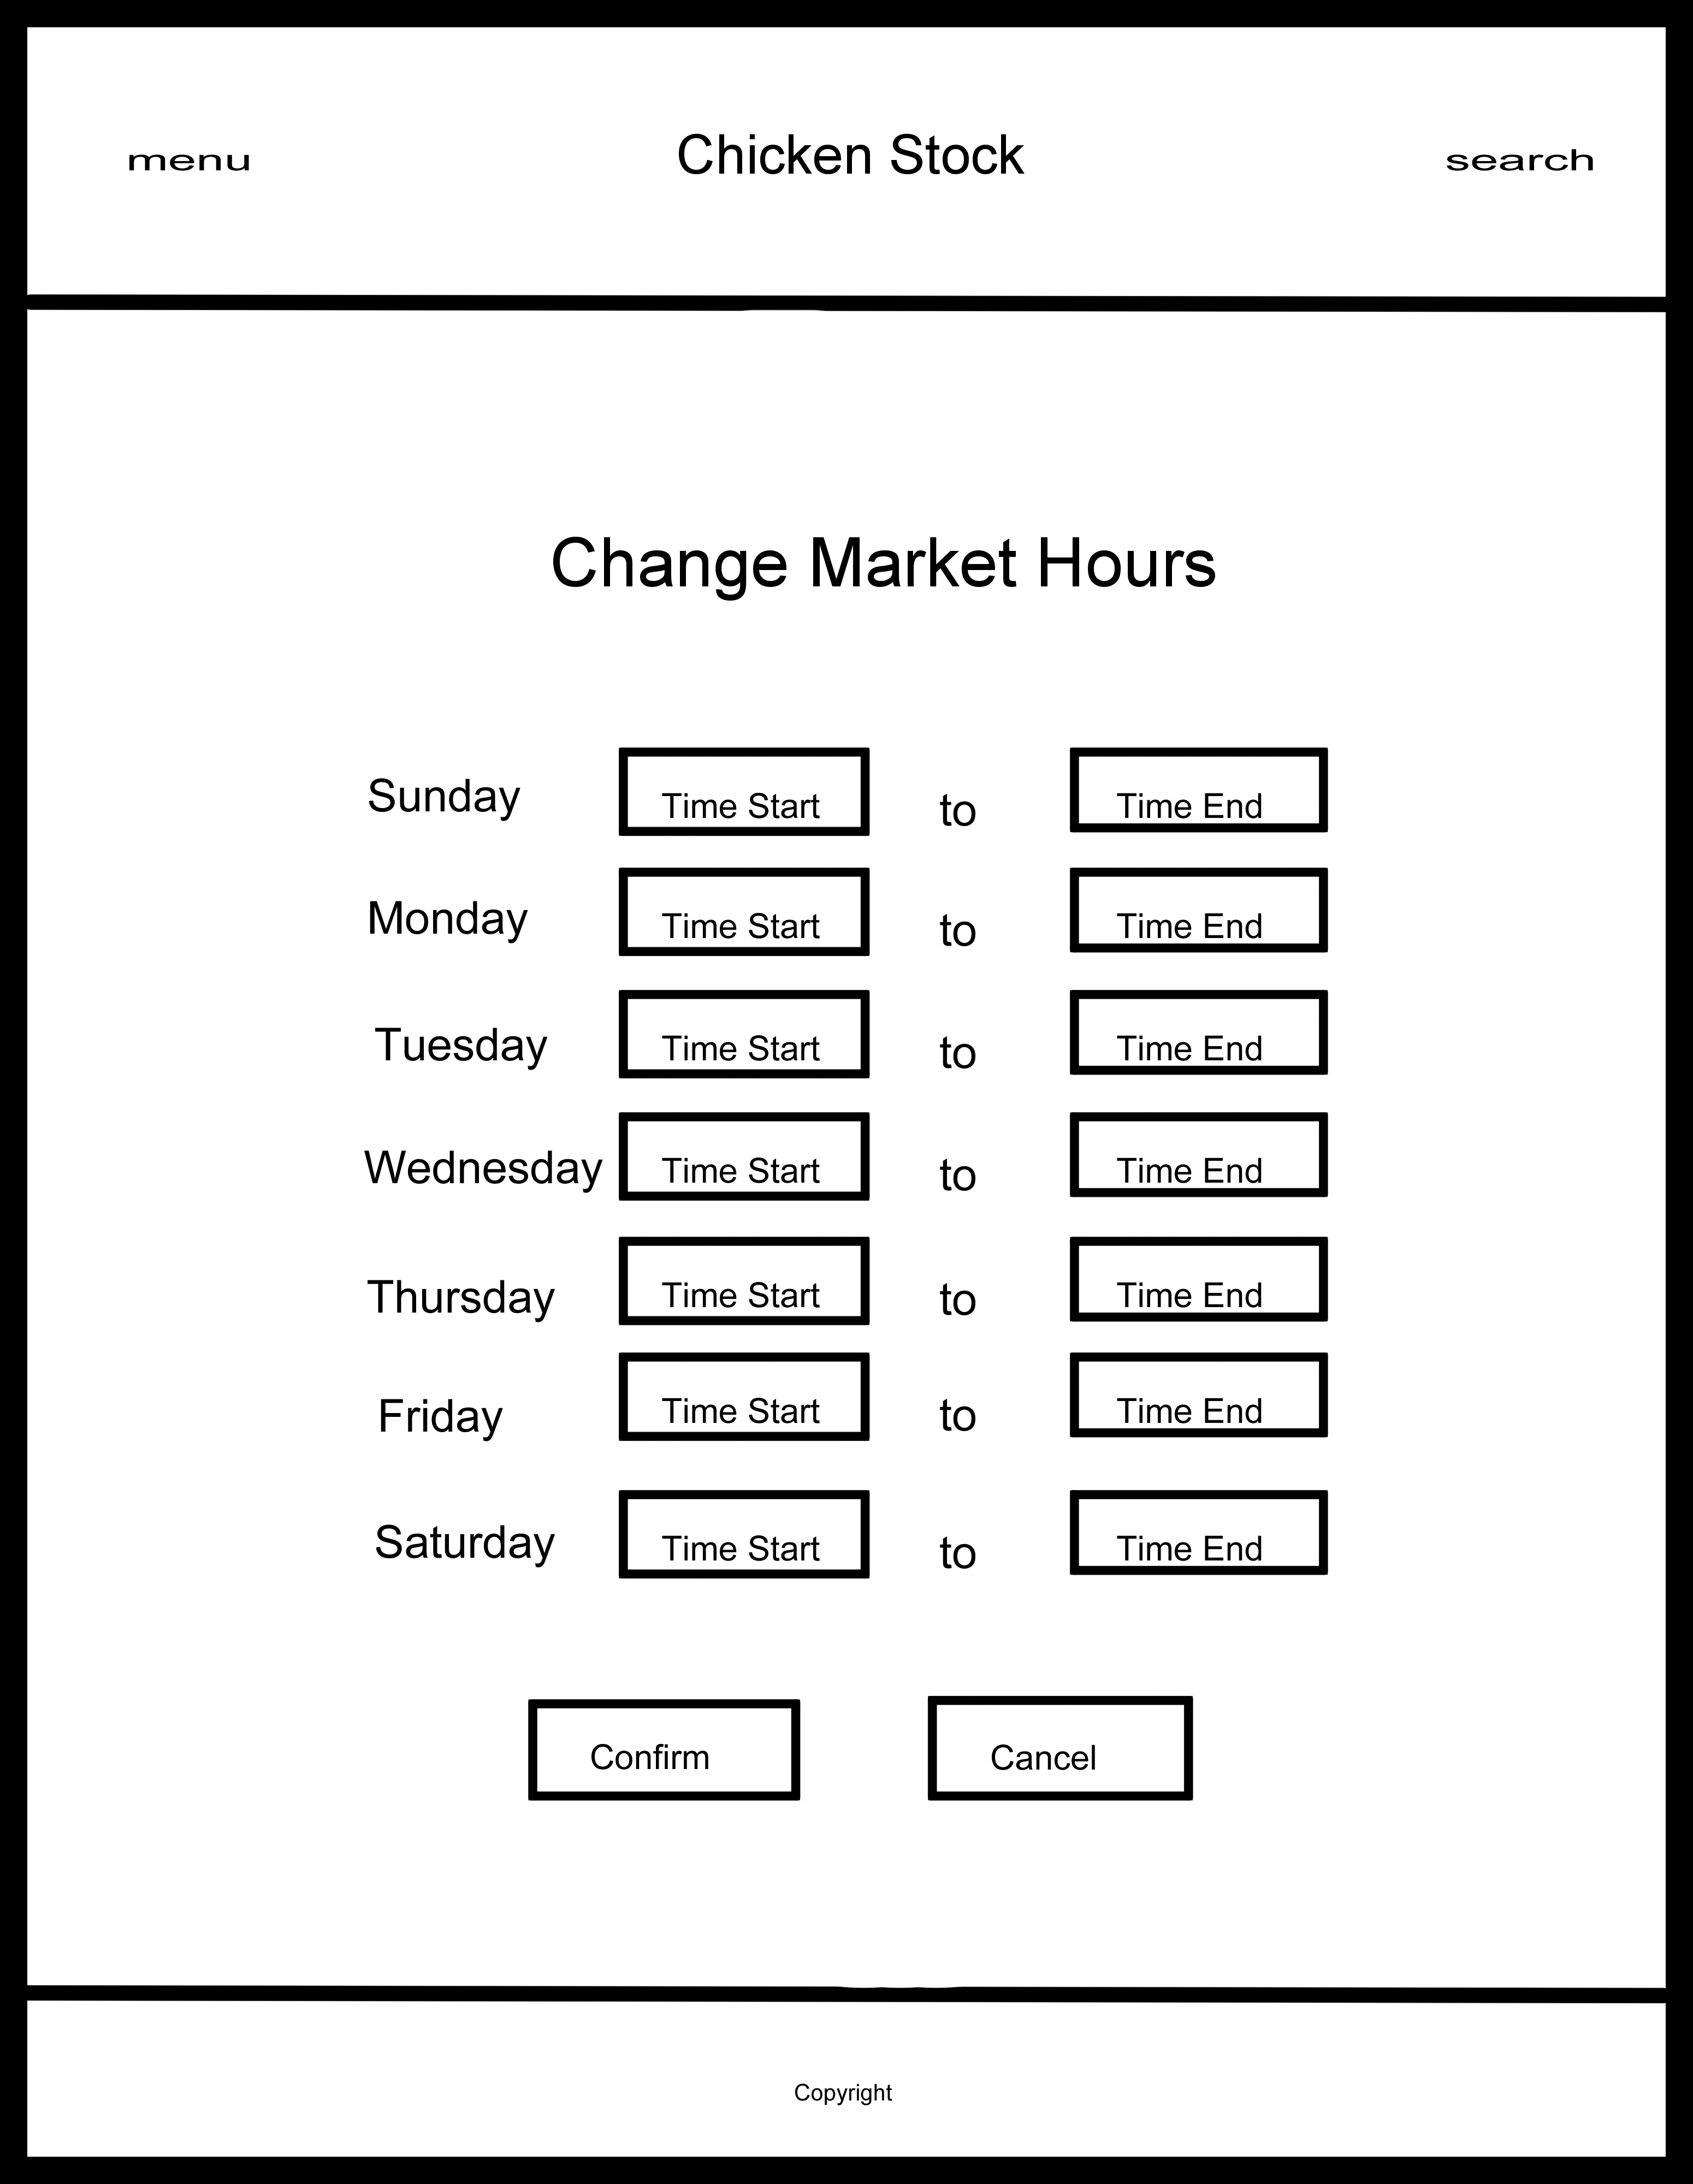 menu Chicken Stock search
Change Market Hours
Sunday Time Start to Time End
Monday Time Start to Time End
Tuesday Time Start to Time End
Wednesday Time Start to Time End
Thursday Time Start to Time End
Friday Time Start to Time End
Saturday Time Start to Time End
Confirm Cancel
Copyright